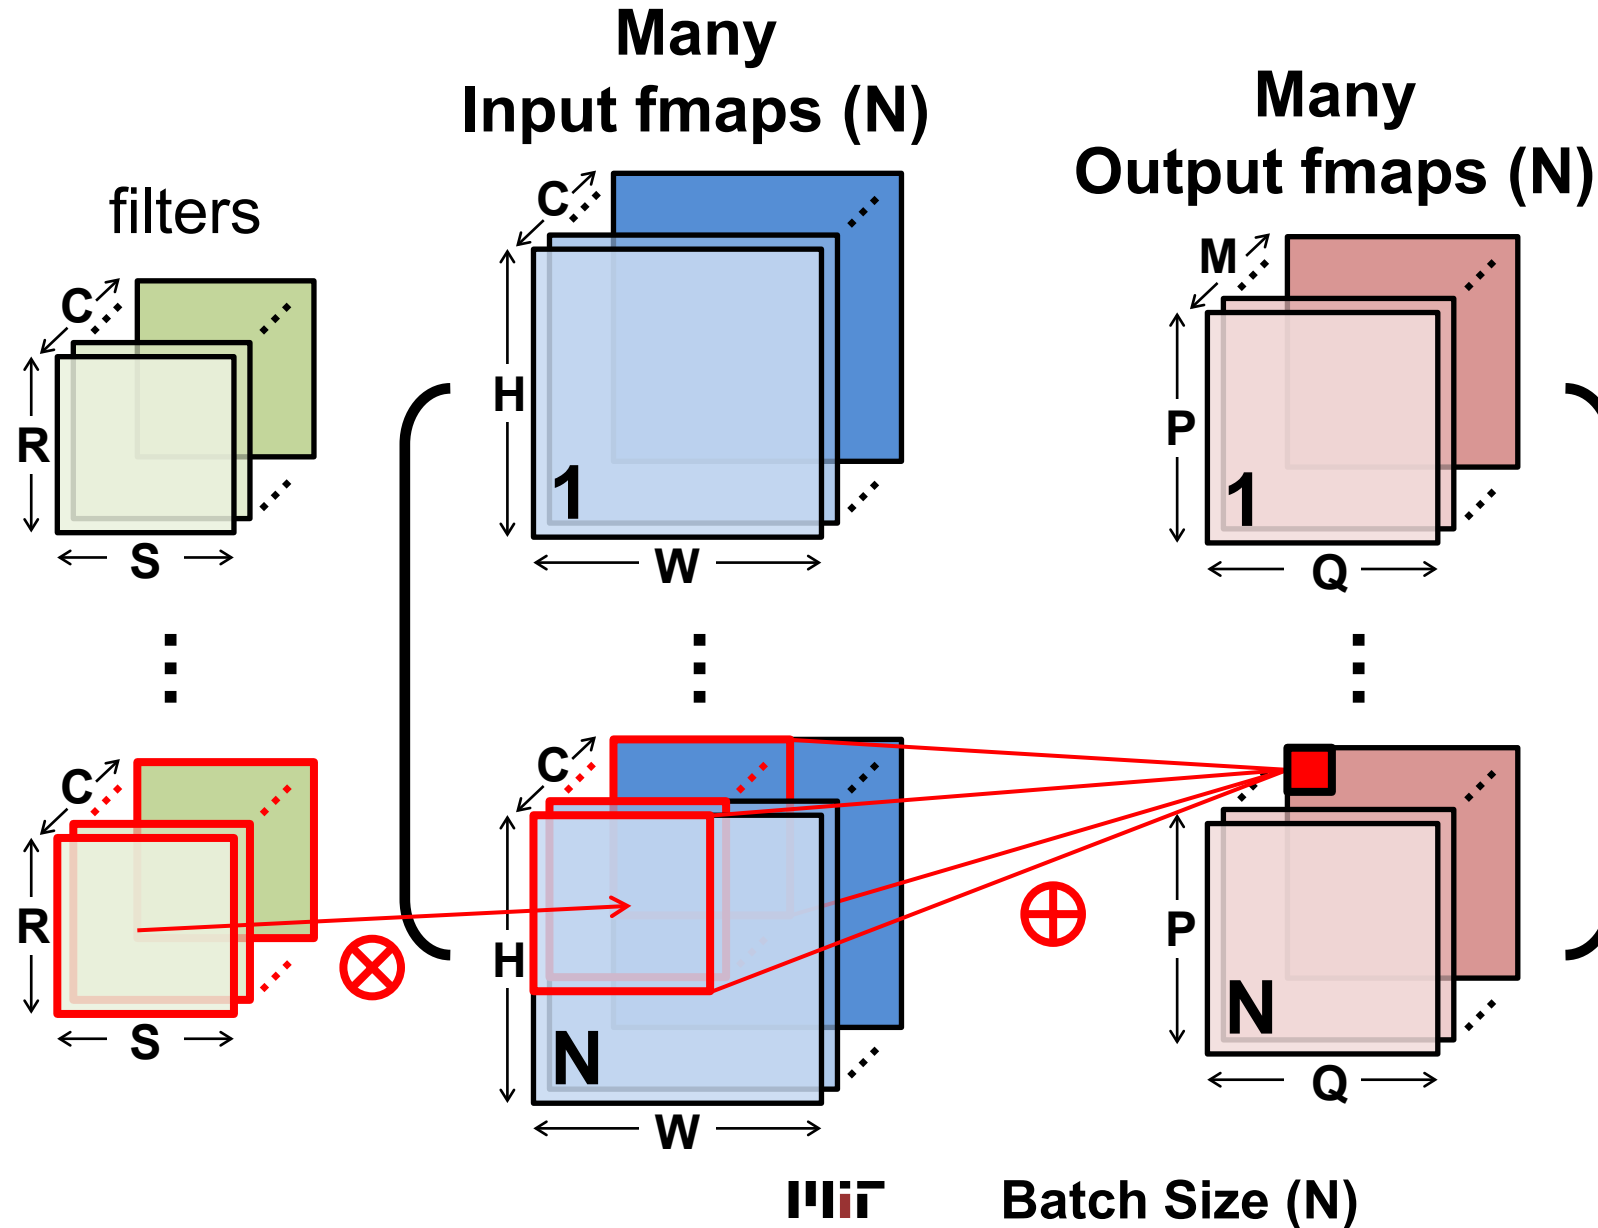 Many
Input fmaps (N)
Many
Output fmaps (N)
filters
C
R
S
C
H
1
W
M
P
1
Q
C
R
S
C
H
N
W
P
N
Q
MIT
Batch Size (N)